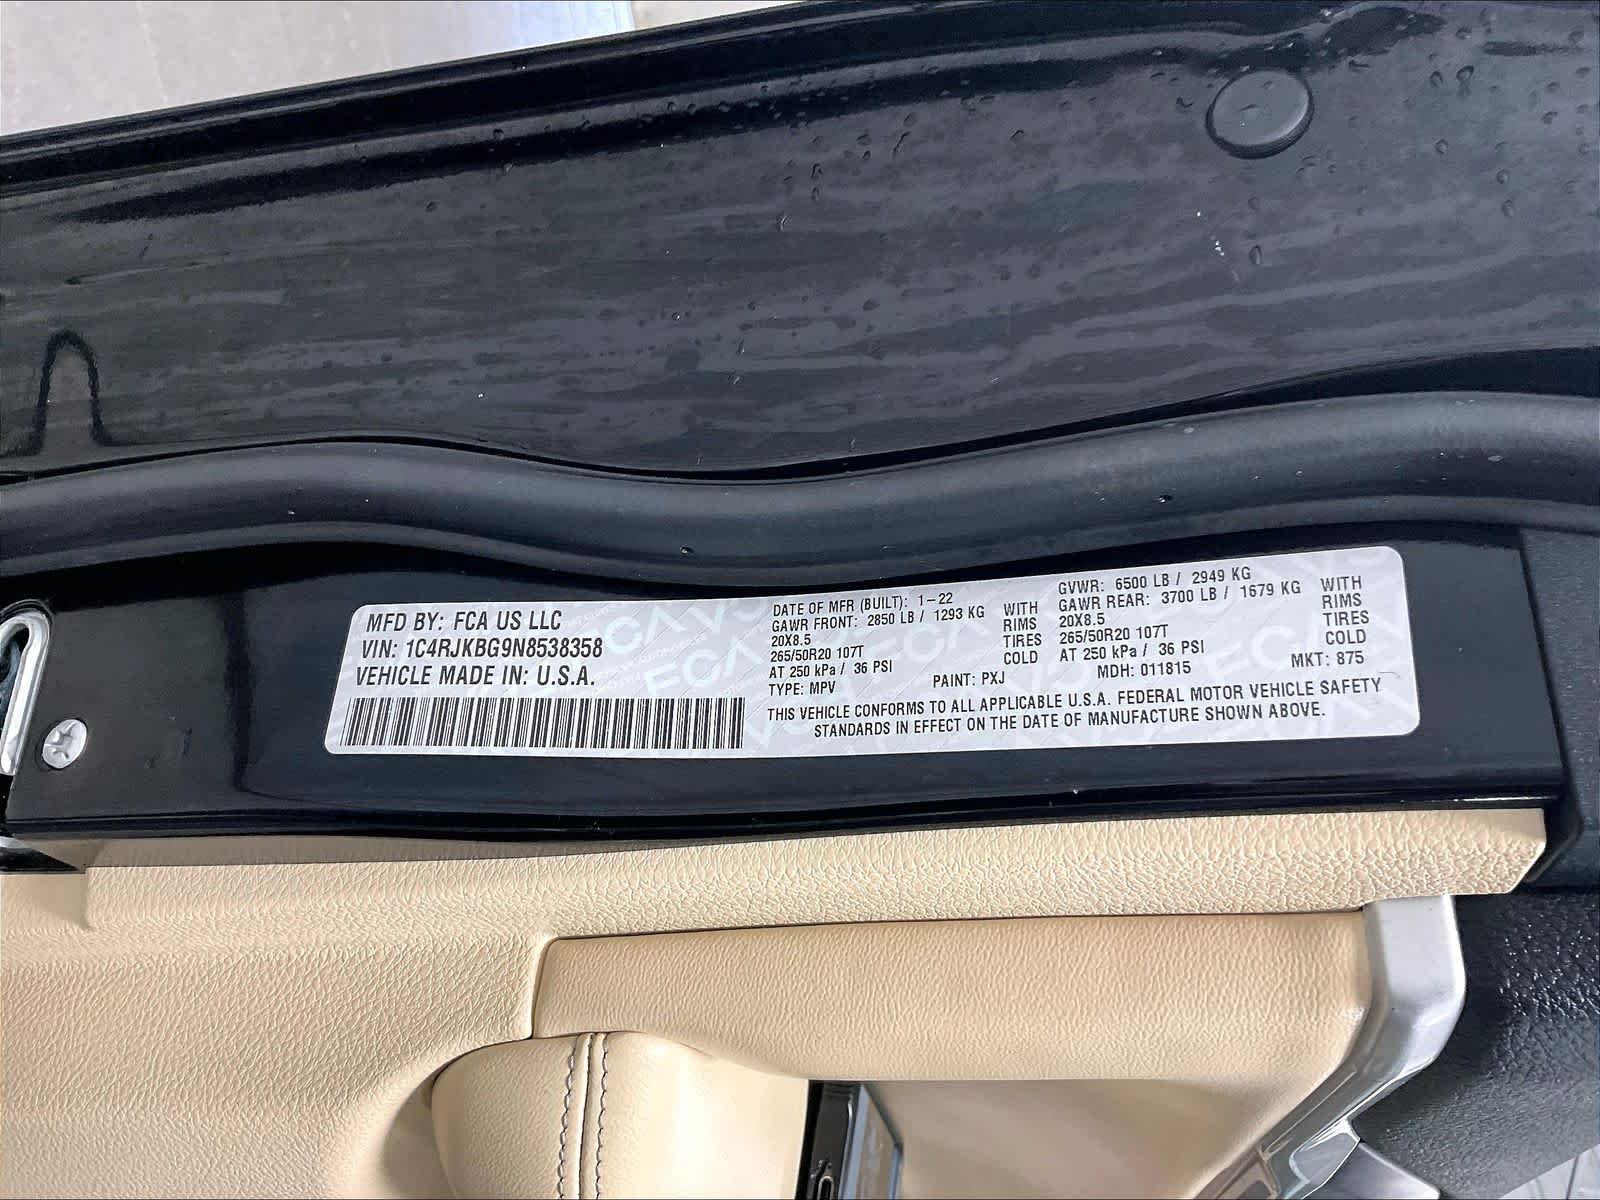 MFD BY: FCA US LLC
VIN: 1C4RJKBG9N8538358
VEHICLE MADE IN: U.S.A.
DATE OF MFR (BUILT): 1-22
GAWR FRONT: 2850 LB / 1293 KG WITH
20X8.5 RIMS
265/50R20 107T TIRES
AT 250 kPa / 36 PSI COLD
TYPE: MPV PAINT: PXJ
GVWR: 6500 LB / 2949 KG
GAWR REAR: 3700 LB / 1679 KG WITH
20X8.5 RIMS
265/50R20 107T TIRES
AT 250 kPa / 36 PSI COLD
MDH: 011815 MKT: 875
THIS VEHICLE CONFORMS TO ALL APPLICABLE U.S.A. FEDERAL MOTOR VEHICLE SAFETY
STANDARDS IN EFFECT ON THE DATE OF MANUFACTURE SHOWN ABOVE.